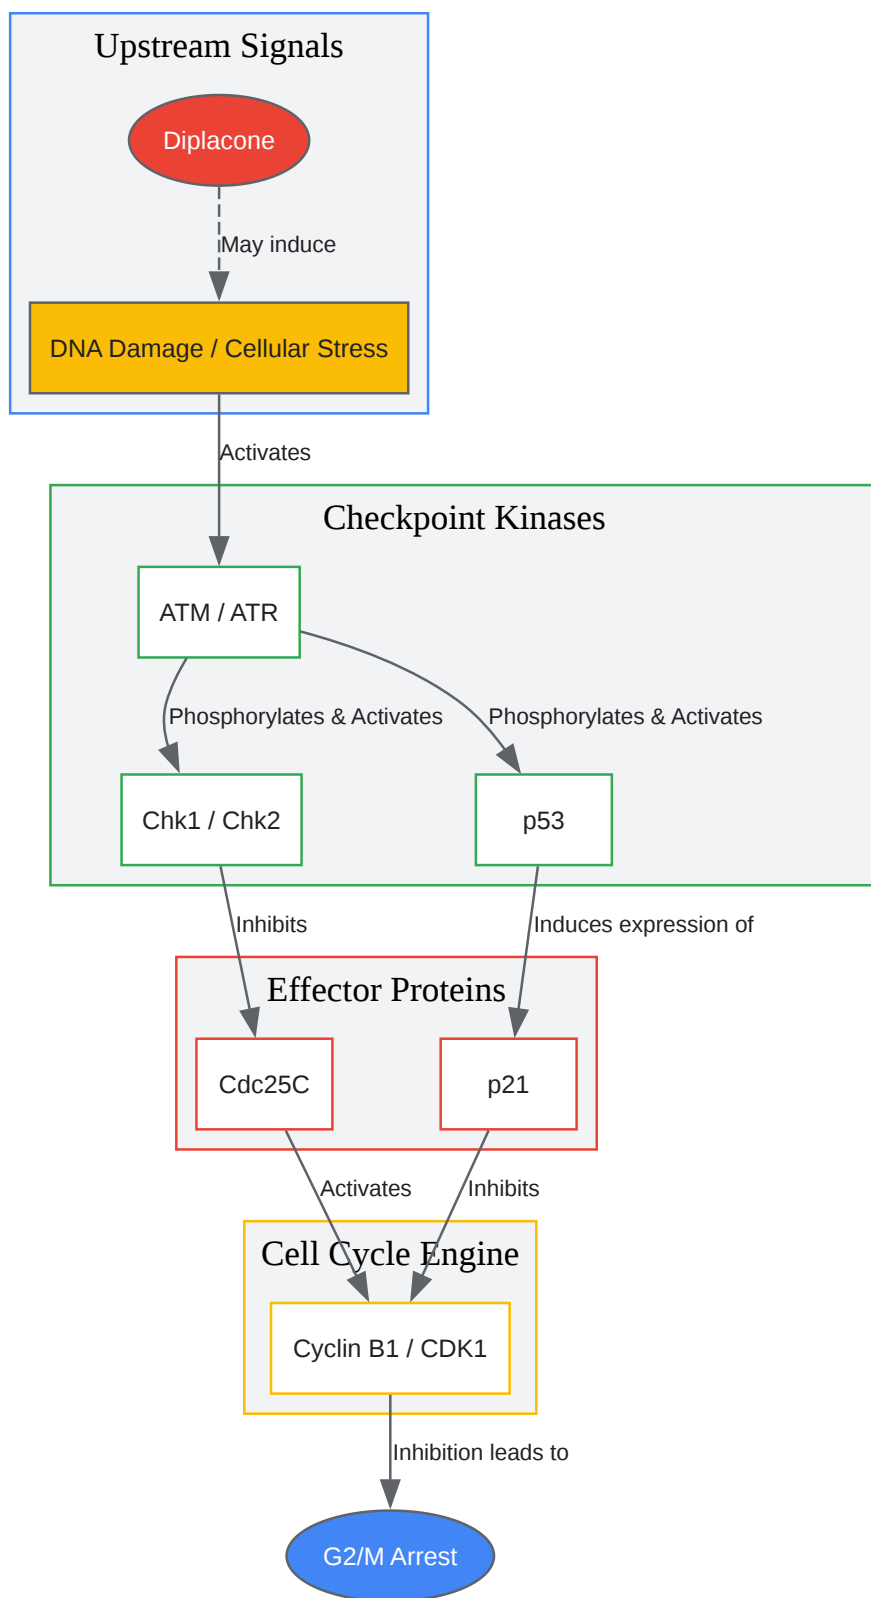 Upstream Signals
Diplacone
May induce
DNA Damage / Cellular Stress
Activates
Checkpoint Kinases
ATM / ATR
Phosphorylates & Activates
Phosphorylates & Activates
Chk1 / Chk2
p53
Inhibits
Induces expression of
Effector Proteins
Cdc25C
p21
Activates
Inhibits
Cell Cycle Engine
Cyclin B1 / CDK1
Inhibition leads to
G2/M Arrest